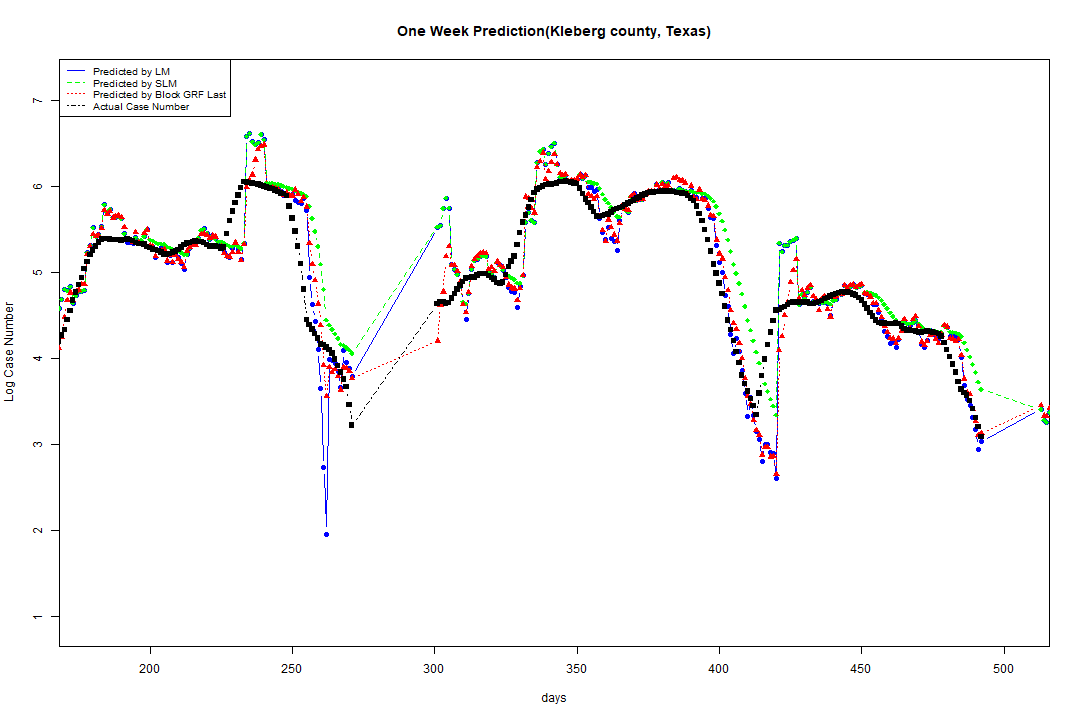 One Week Prediction(Kleberg county, Texas)
Predicted by LM
Predicted by SLM
Predicted by Block GRF Last
Actual Case Number
Log Case Number
7
6
5
4
3
2
1
200 250 300 350 400 450 500
days